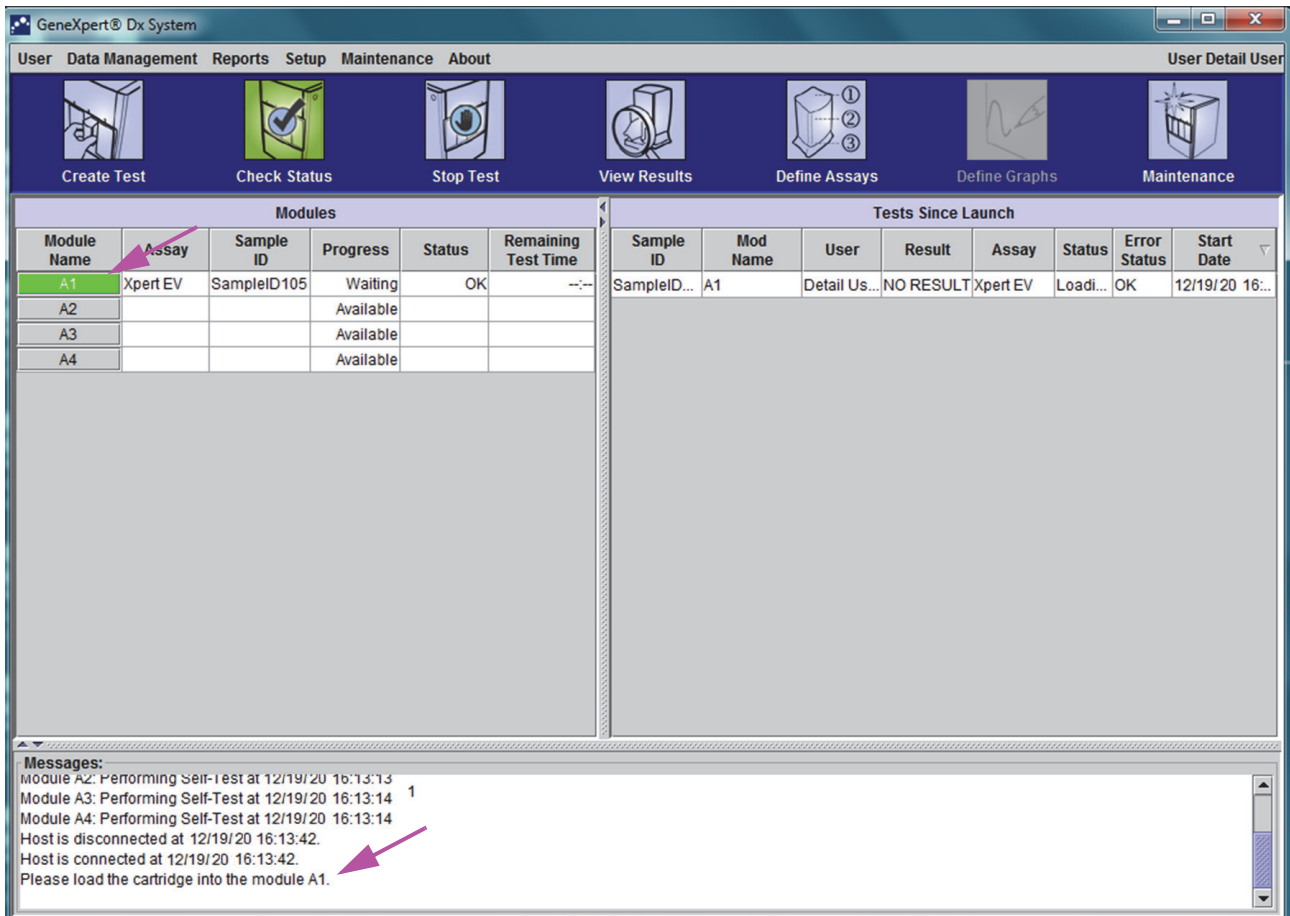 GeneXpert® Dx System
User Data Management Reports Setup Maintenance About User Detail User
Create Test Check Status Stop Test View Results Define Assays Define Graphs Maintenance
① ② ③
Modules
Module Name Assay Sample ID Progress Status Remaining Test Time
A1 Xpert EV SampleID105 Waiting OK --:--
A2 Available
A3 Available
A4 Available
Tests Since Launch
Sample ID Mod Name User Result Assay Status Error Status Start Date
SampleID... A1 Detail Us... NO RESULT Xpert EV Loadi... OK 12/19/20 16:..
Messages:
Module A2: Performing Self-Test at 12/19/20 16:13:13
Module A3: Performing Self-Test at 12/19/20 16:13:14 1
Module A4: Performing Self-Test at 12/19/20 16:13:14
Host is disconnected at 12/19/20 16:13:42.
Host is connected at 12/19/20 16:13:42.
Please load the cartridge into the module A1.